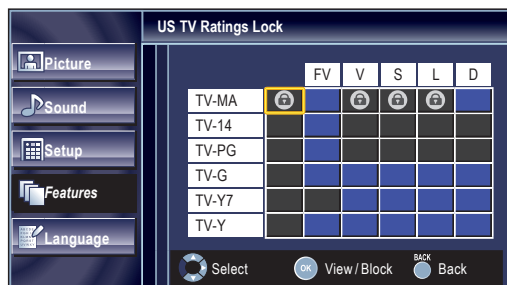 US TV Ratings Lock
Picture
Sound
Setup
Features
Language
FV V S L D
TV-MA
TV-14
TV-PG
TV-G
TV-Y7
TV-Y
Select
OK View / Block
BACK Back